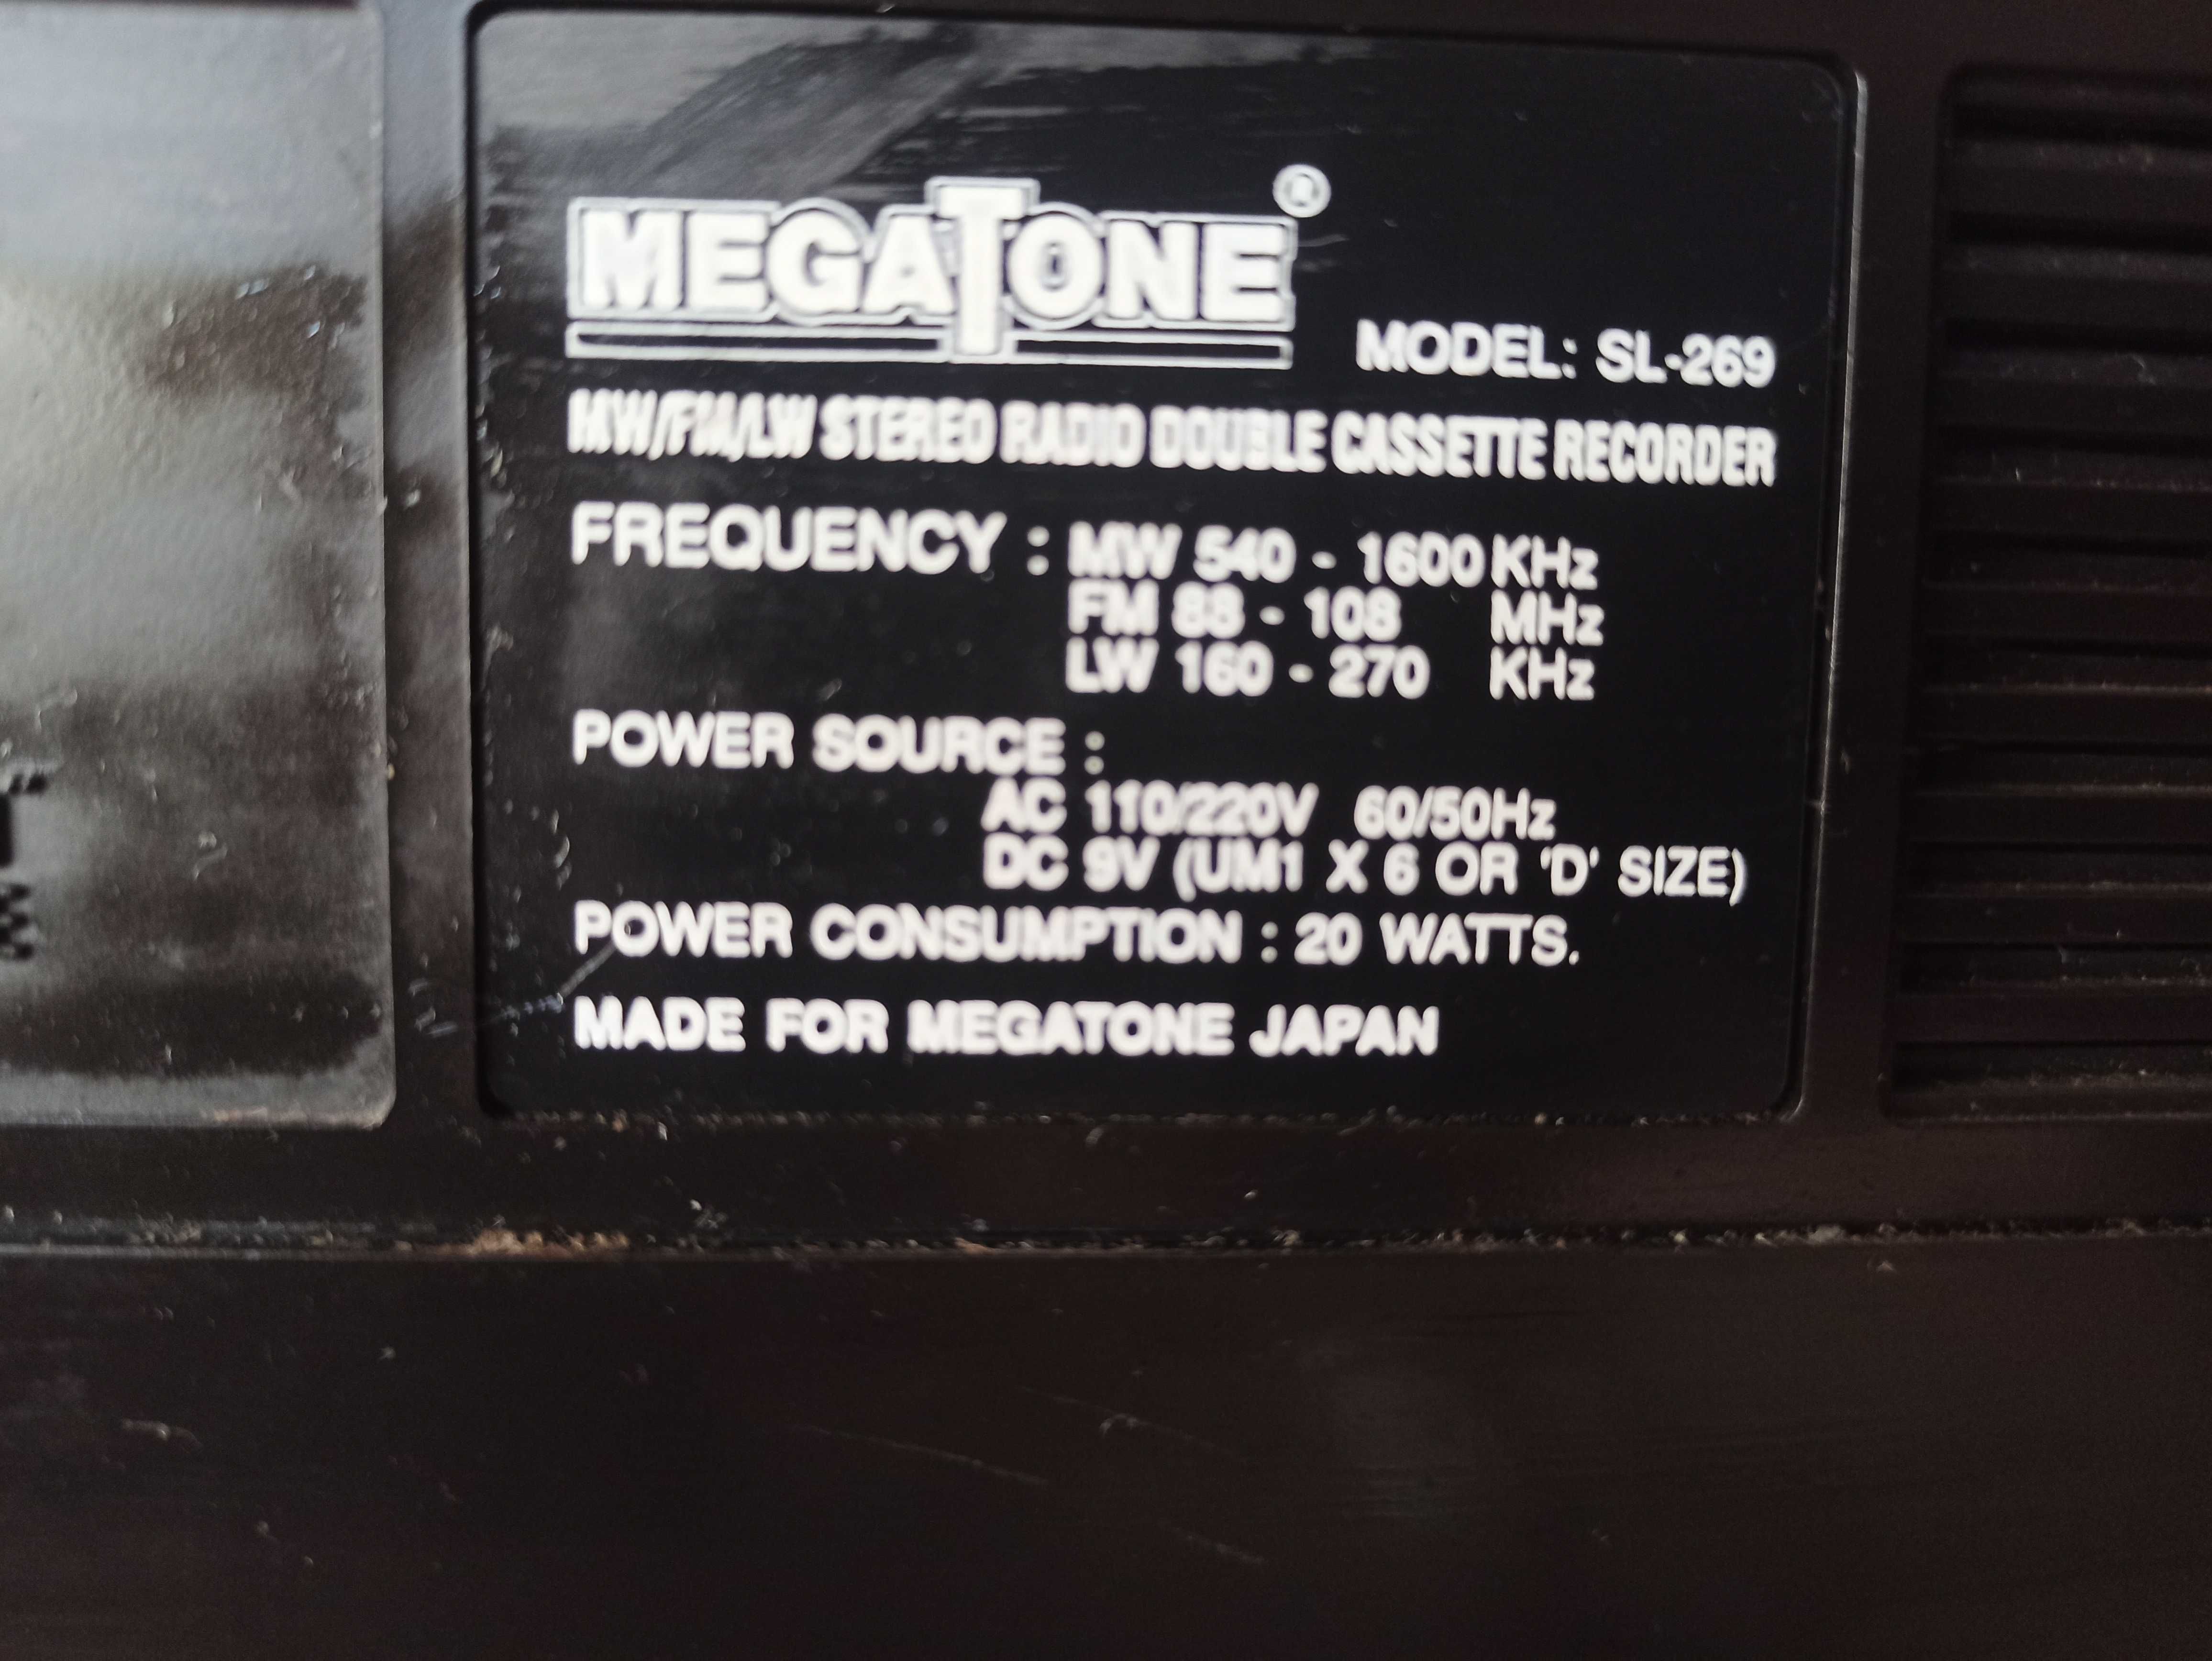 MEGATONE ®
MODEL: SL-269
MW/FM/LW STEREO RADIO DOUBLE CASSETTE RECORDER
FREQUENCY : MW 540 - 1600 KHz
FM 88 - 108 MHz
LW 160 - 270 KHz
POWER SOURCE :
AC 110/220V 60/50Hz
DC 9V (UM1 X 6 OR 'D' SIZE)
POWER CONSUMPTION : 20 WATTS.
MADE FOR MEGATONE JAPAN